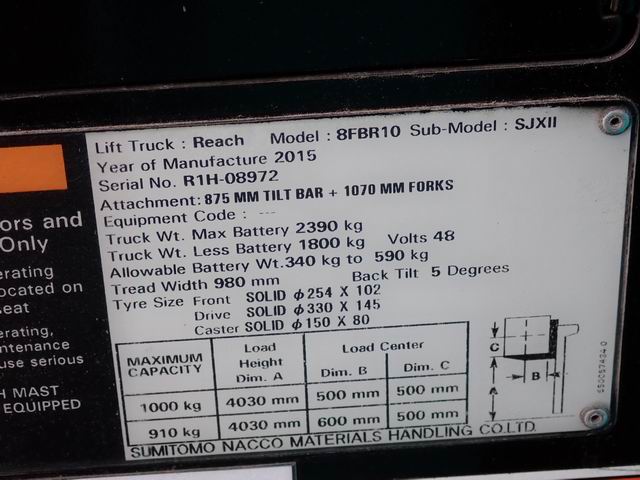 Lift Truck : Reach Model : 8FBR10 Sub-Model : SJXII
Year of Manufacture 2015
Serial No. R1H-08972
Attachment: 875 MM TILT BAR + 1070 MM FORKS
Equipment Code : ---
Truck Wt. Max Battery 2390 kg
Truck Wt. Less Battery 1800 kg Volts 48
Allowable Battery Wt. 340 kg to 590 kg
Tread Width 980 mm Back Tilt 5 Degrees
Tyre Size Front SOLID φ254 X 102
Drive SOLID φ330 X 145
Caster SOLID φ150 X 80
MAXIMUM CAPACITY Load Height Dim. A Load Center Dim. B Dim. C
1000 kg 4030 mm 500 mm 500 mm
910 kg 4030 mm 600 mm 500 mm
C
B
A
SUMITOMO NACCO MATERIALS HANDLING CO.LTD.
ors and
Only
erating
ocated on
seat
erating,
ntenance
use serious
H MAST
EQUIPPED